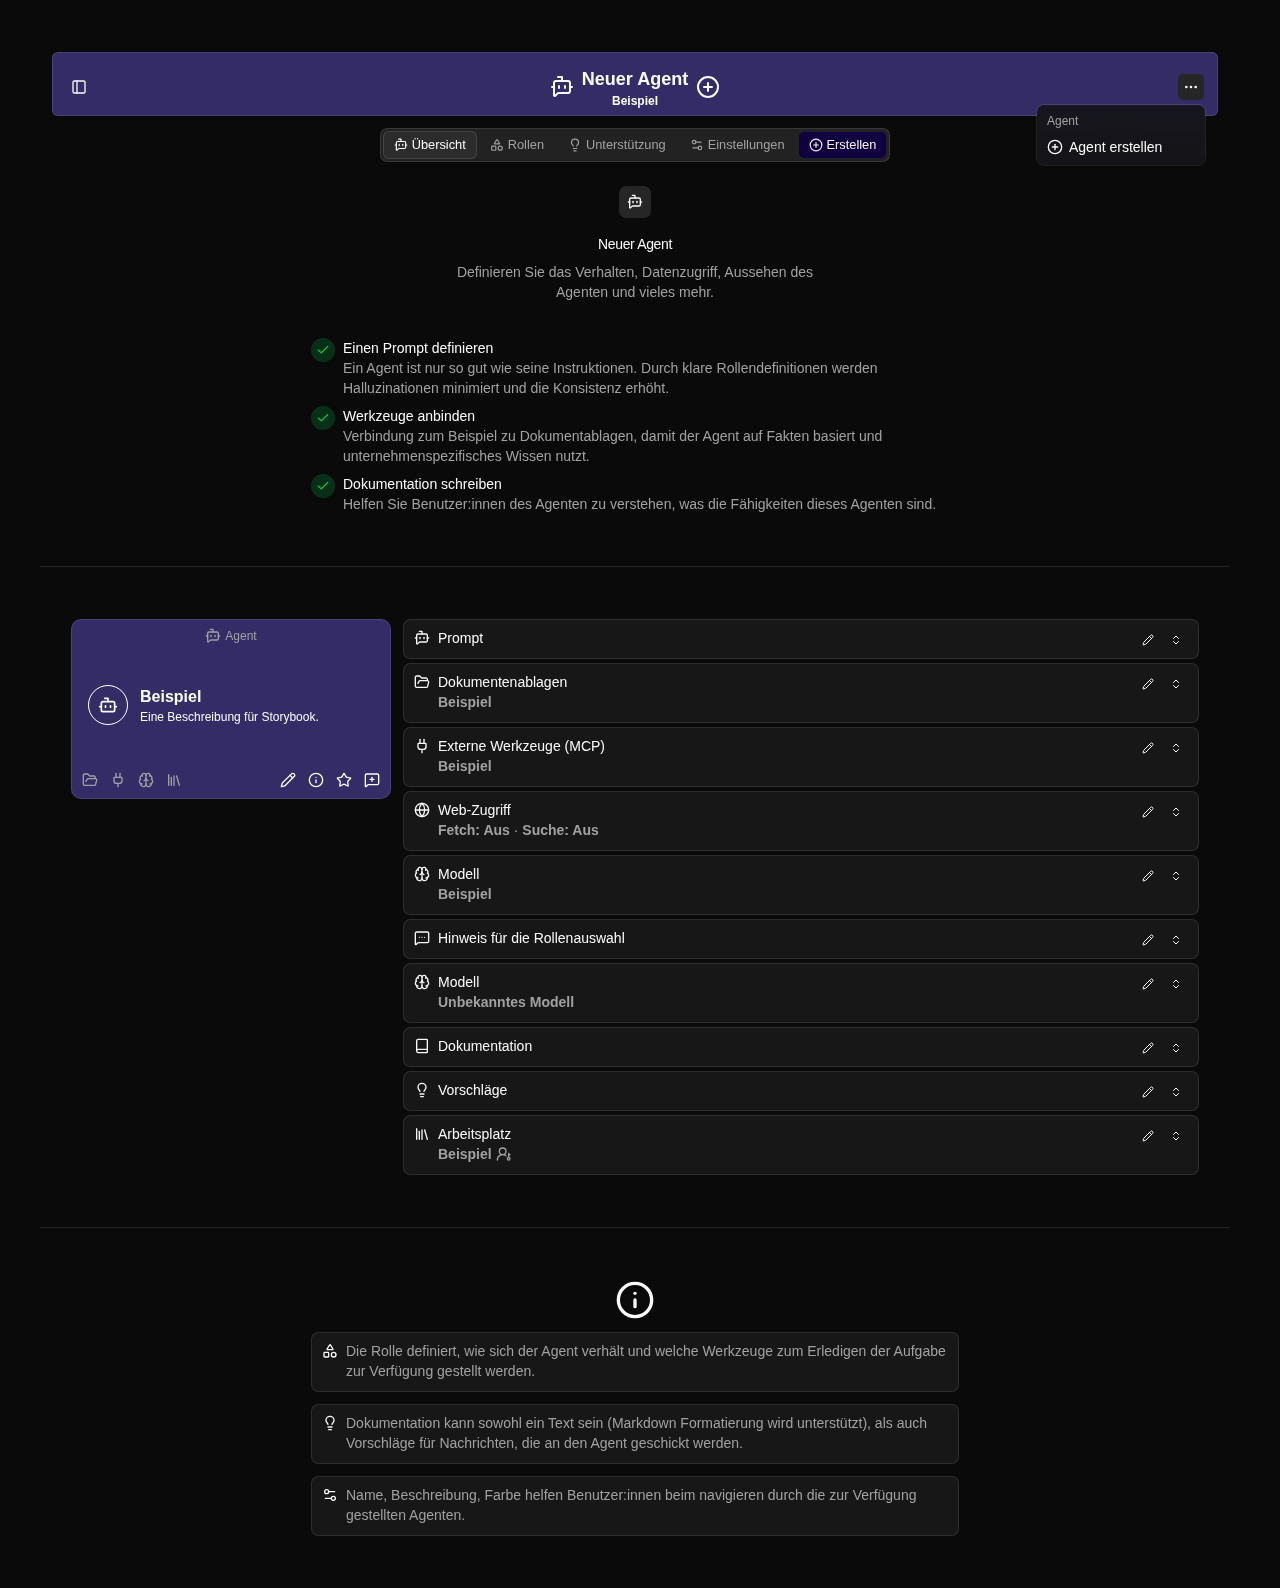 Neuer Agent
Beispiel
Agent
Agent erstellen
Übersicht
Rollen
Unterstützung
Einstellungen
Erstellen
Neuer Agent
Definieren Sie das Verhalten, Datenzugriff, Aussehen des
Agenten und vieles mehr.
Einen Prompt definieren
Ein Agent ist nur so gut wie seine Instruktionen. Durch klare Rollendefinitionen werden
Halluzinationen minimiert und die Konsistenz erhöht.
Werkzeuge anbinden
Verbindung zum Beispiel zu Dokumentablagen, damit der Agent auf Fakten basiert und
unternehmenspezifisches Wissen nutzt.
Dokumentation schreiben
Helfen Sie Benutzer:innen des Agenten zu verstehen, was die Fähigkeiten dieses Agenten sind.
Agent
Beispiel
Eine Beschreibung für Storybook.
Prompt
Dokumentenablagen
Beispiel
Externe Werkzeuge (MCP)
Beispiel
Web-Zugriff
Fetch: Aus · Suche: Aus
Modell
Beispiel
Hinweis für die Rollenauswahl
Modell
Unbekanntes Modell
Dokumentation
Vorschläge
Arbeitsplatz
Beispiel
Die Rolle definiert, wie sich der Agent verhält und welche Werkzeuge zum Erledigen der Aufgabe
zur Verfügung gestellt werden.
Dokumentation kann sowohl ein Text sein (Markdown Formatierung wird unterstützt), als auch
Vorschläge für Nachrichten, die an den Agent geschickt werden.
Name, Beschreibung, Farbe helfen Benutzer:innen beim navigieren durch die zur Verfügung
gestellten Agenten.